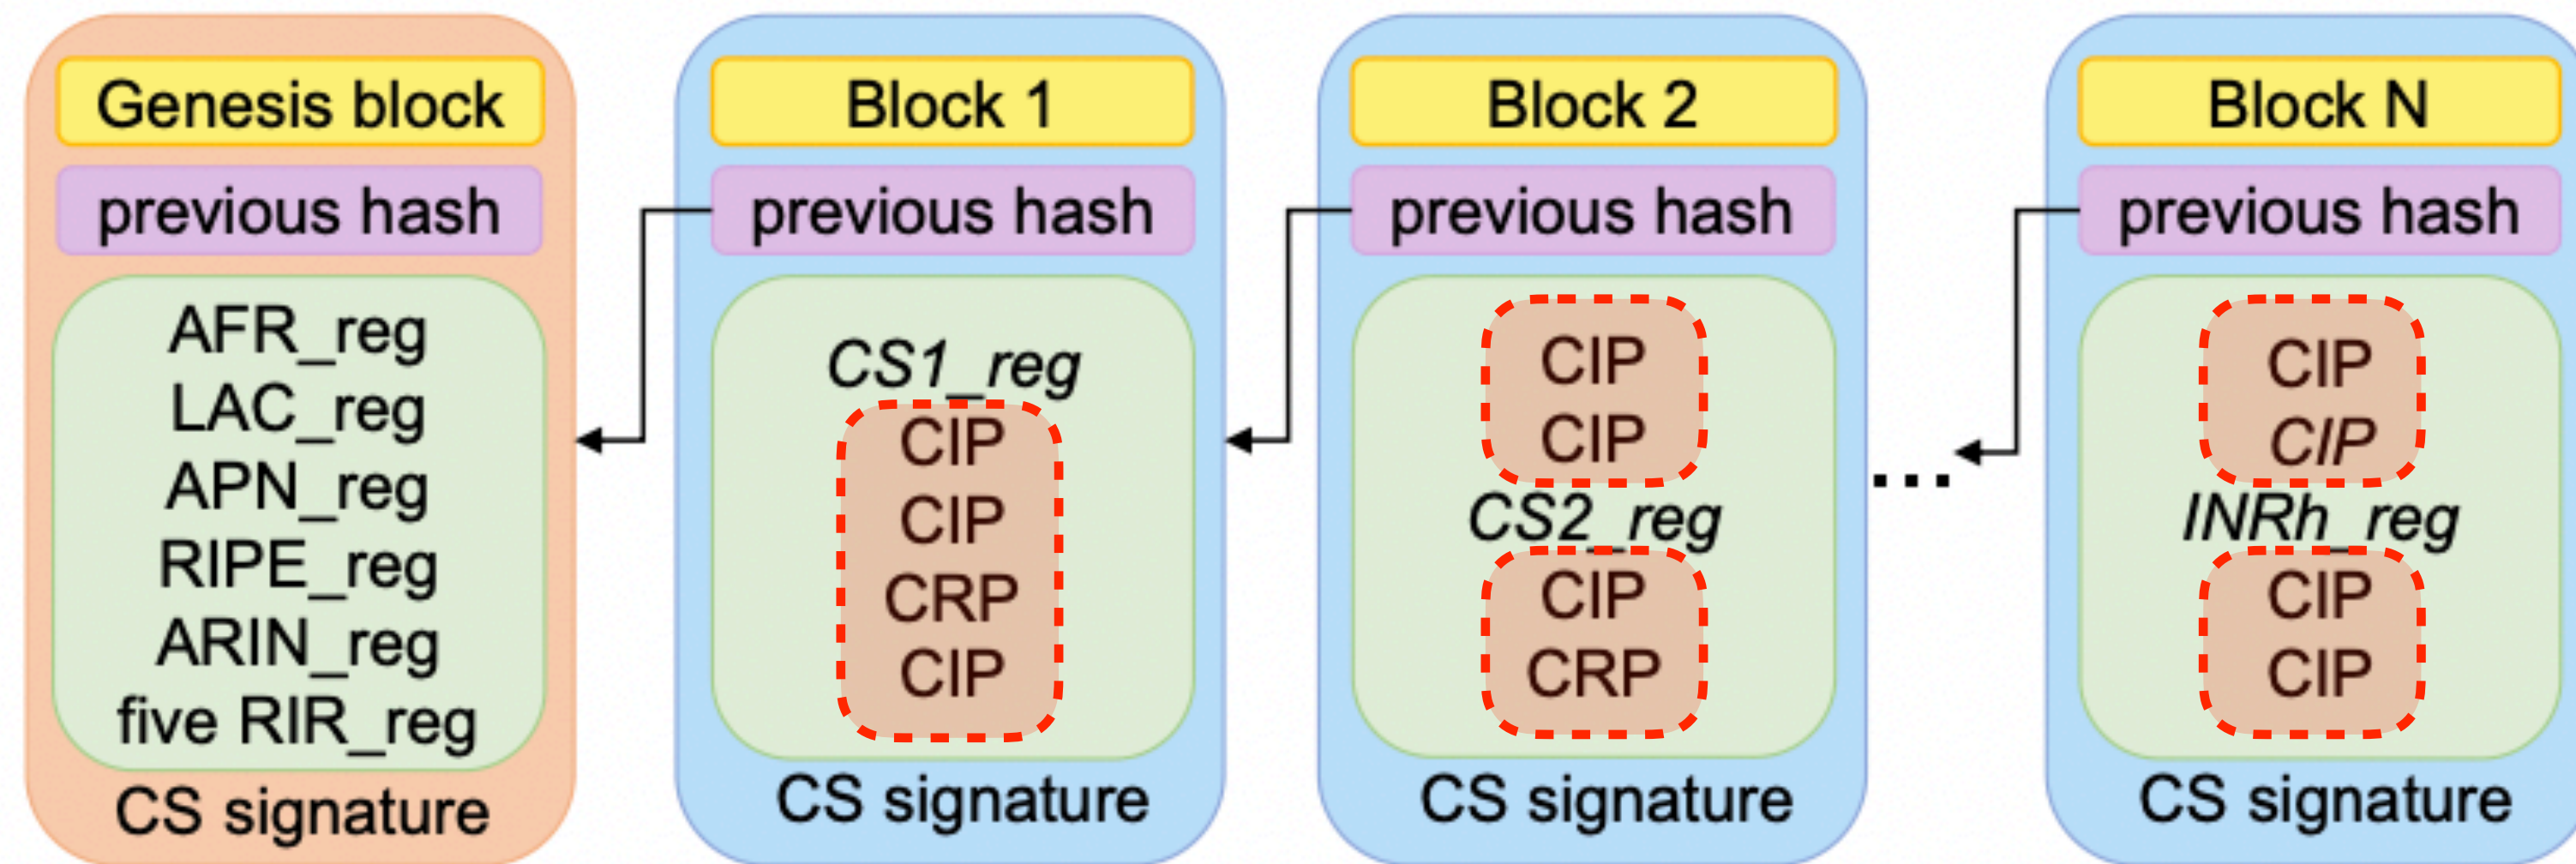 Genesis block
previous hash
AFR_reg
LAC_reg
APN_reg
RIPE_reg
ARIN_reg
five RIR_reg
CS signature
Block 1
previous hash
CS1_reg
CIP
CIP
CRP
CIP
CS signature
Block 2
previous hash
CIP
CIP
CS2_reg
CIP
CRP
CS signature
...
Block N
previous hash
CIP
CIP
INRh_reg
CIP
CIP
CS signature